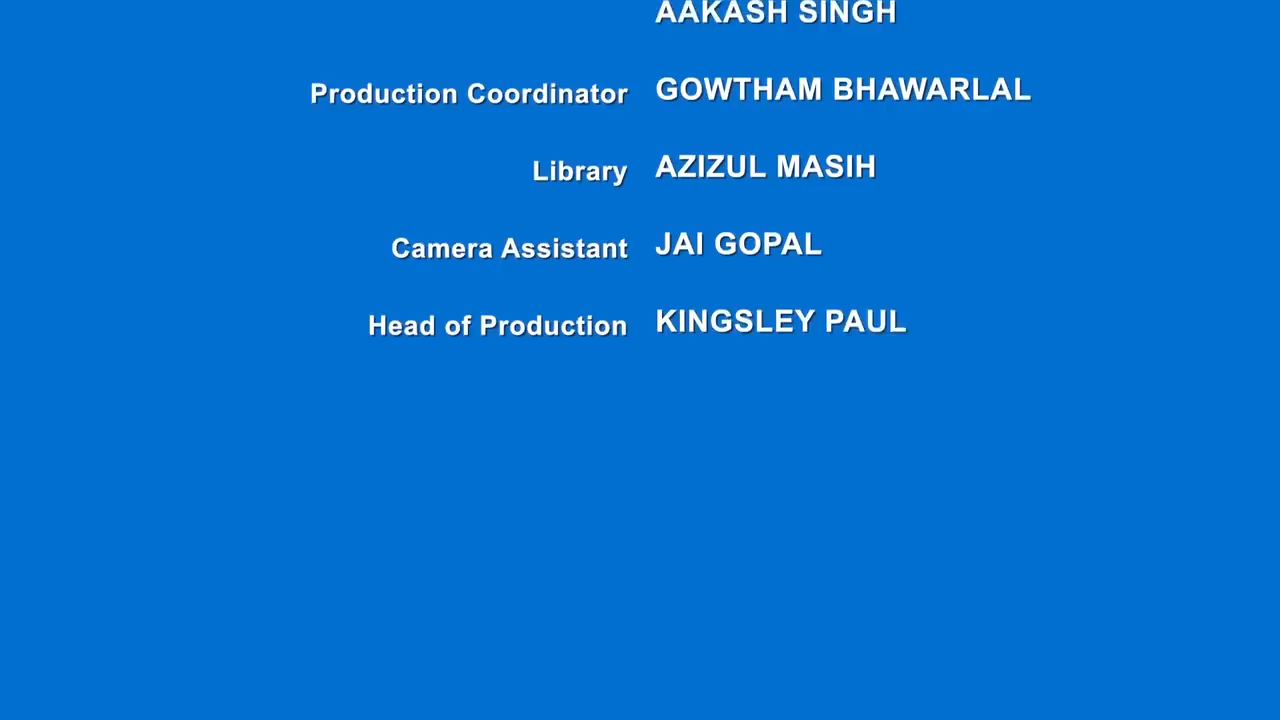 AAKASH SINGH
Production Coordinator GOWTHAM BHAWARLAL
Library AZIZUL MASIH
Camera Assistant JAI GOPAL
Head of Production KINGSLEY PAUL